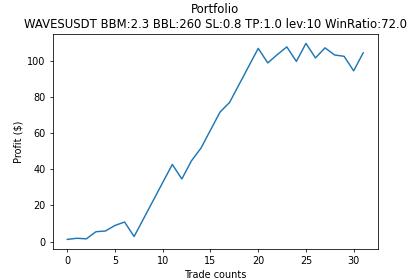 Portfolio
WAVESUSDT BBM:2.3 BBL:260 SL:0.8 TP:1.0 lev:10 WinRatio:72.0
Profit ($)
100
80
60
40
20
0
0 5 10 15 20 25 30
Trade counts